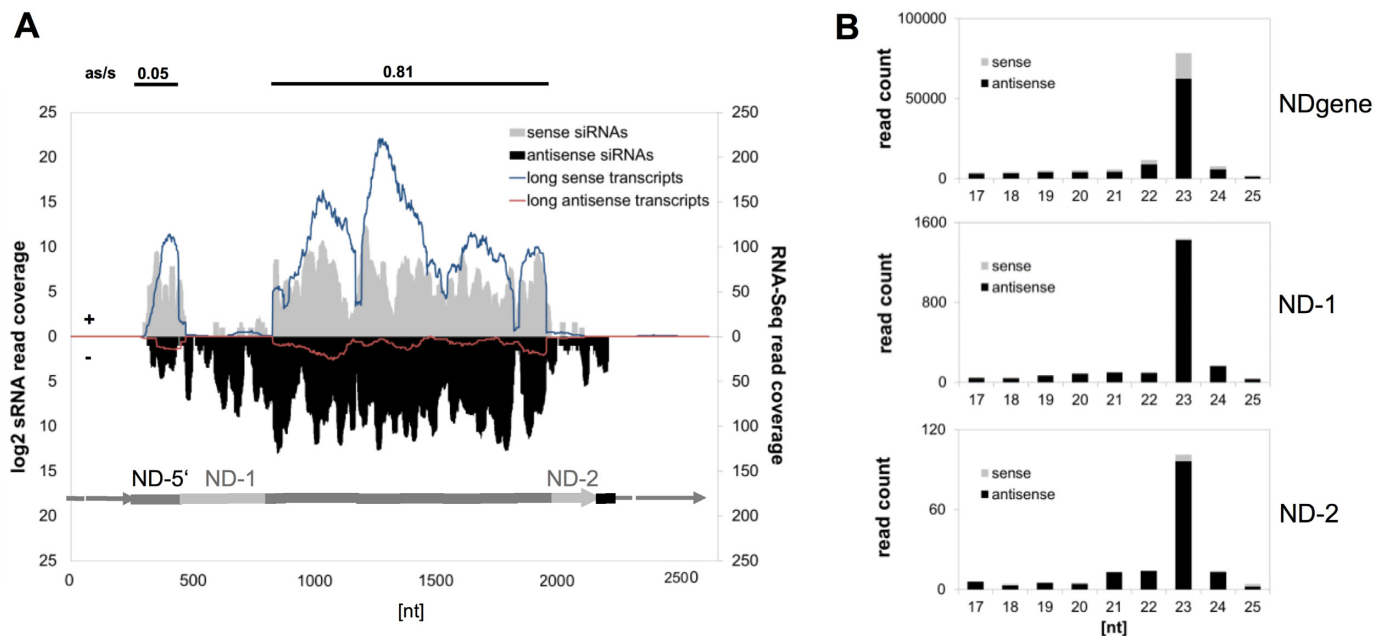 A
as/s 0.05 0.81
log2 sRNA read coverage
25
20
15
10
5
0
5
10
15
20
25
+
-
sense siRNAs
antisense siRNAs
long sense transcripts
long antisense transcripts
250
200
150
100
50
0
50
100
150
200
250
RNA-Seq read coverage
ND-5‘ ND-1 ND-2
0 500 1000 1500 2000 2500
[nt]
B
read count
100000
50000
0
sense
antisense
17 18 19 20 21 22 23 24 25
NDgene
read count
1600
800
0
sense
antisense
17 18 19 20 21 22 23 24 25
ND-1
read count
120
60
0
sense
antisense
17 18 19 20 21 22 23 24 25
[nt]
ND-2